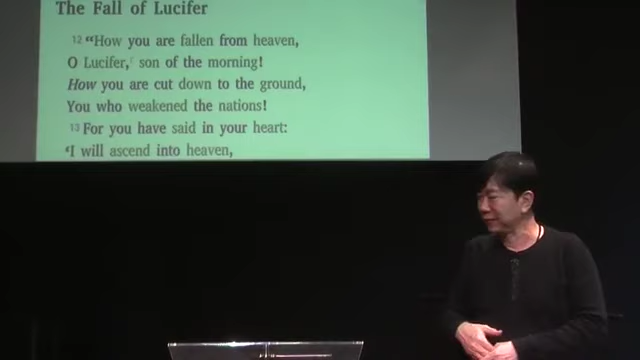 The Fall of Lucifer
12 “How you are fallen from heaven,
O Lucifer,c son of the morning!
How you are cut down to the ground,
You who weakened the nations!
13 For you have said in your heart:
‘I will ascend into heaven,